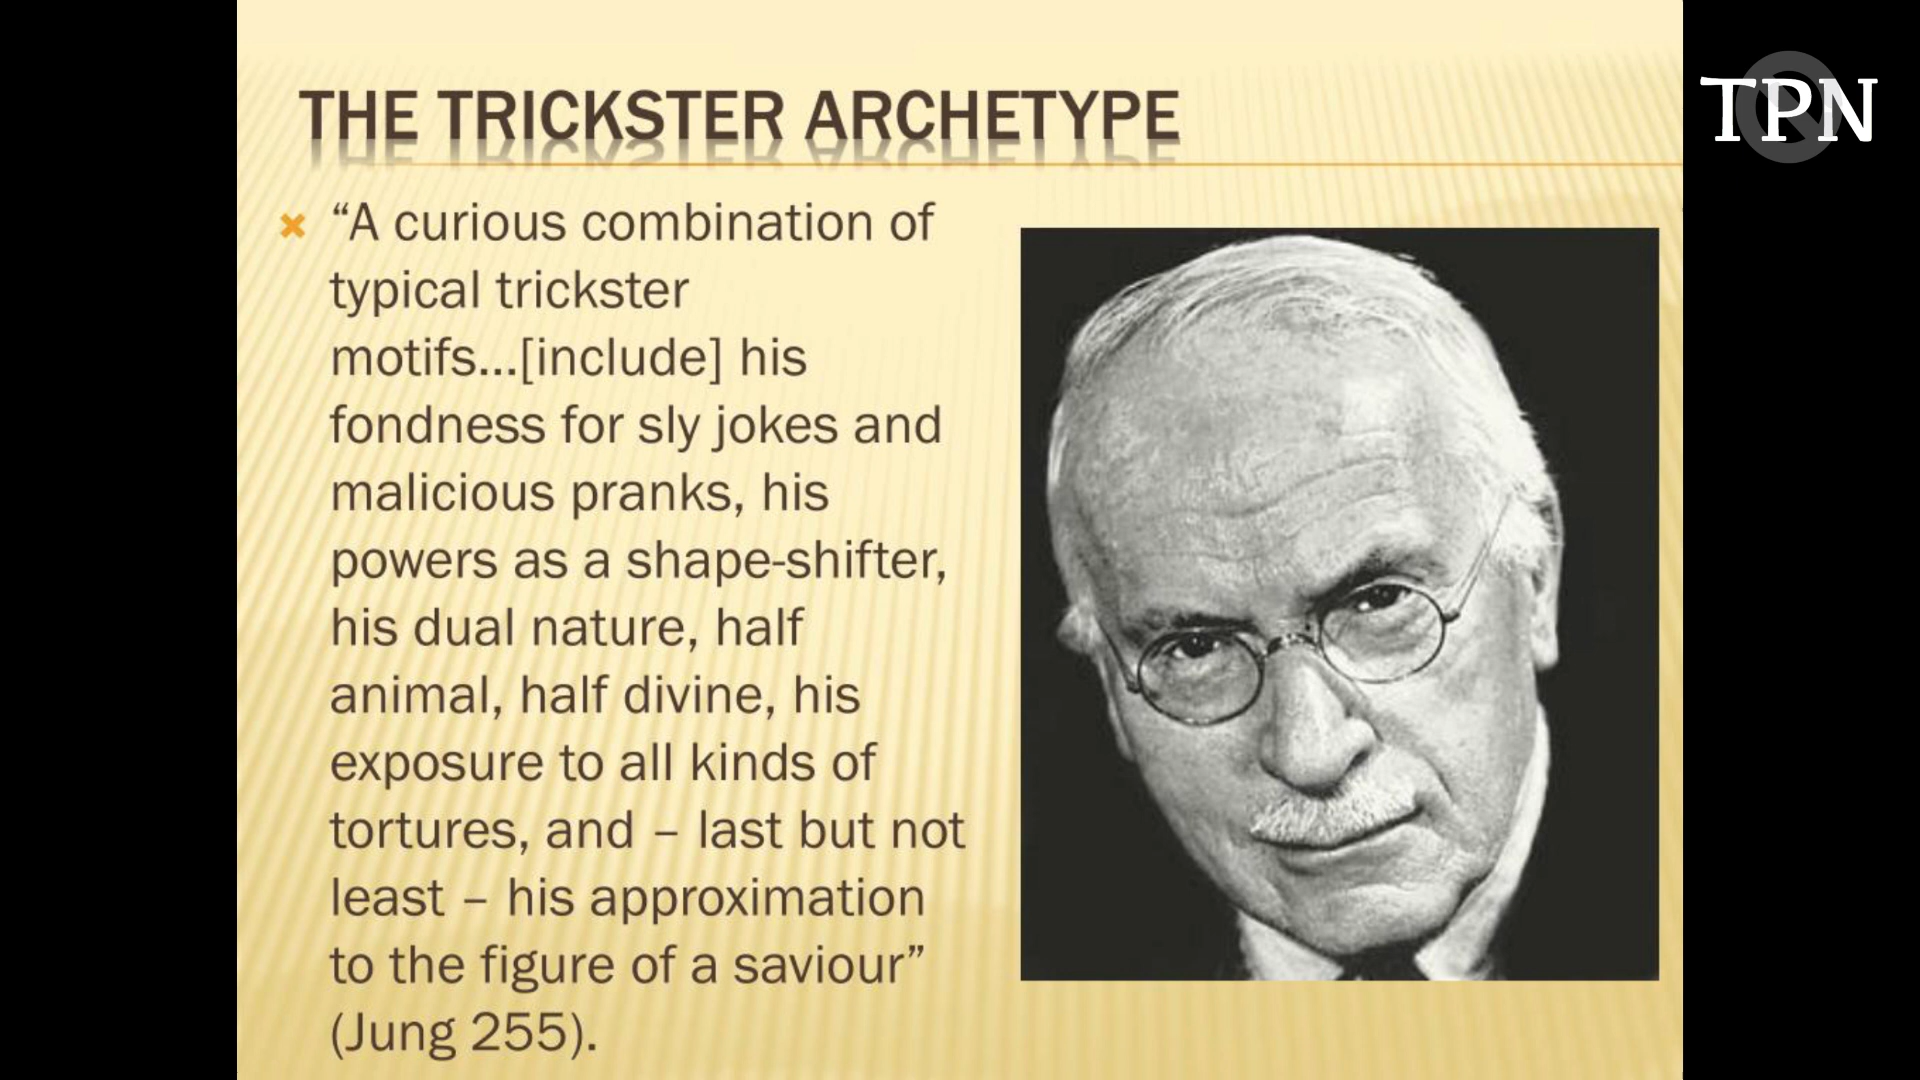 THE TRICKSTER ARCHETYPE
TPN
“A curious combination of
typical trickster
motifs...[include] his
fondness for sly jokes and
malicious pranks, his
powers as a shape-shifter,
his dual nature, half
animal, half divine, his
exposure to all kinds of
tortures, and – last but not
least – his approximation
to the figure of a saviour”
(Jung 255).